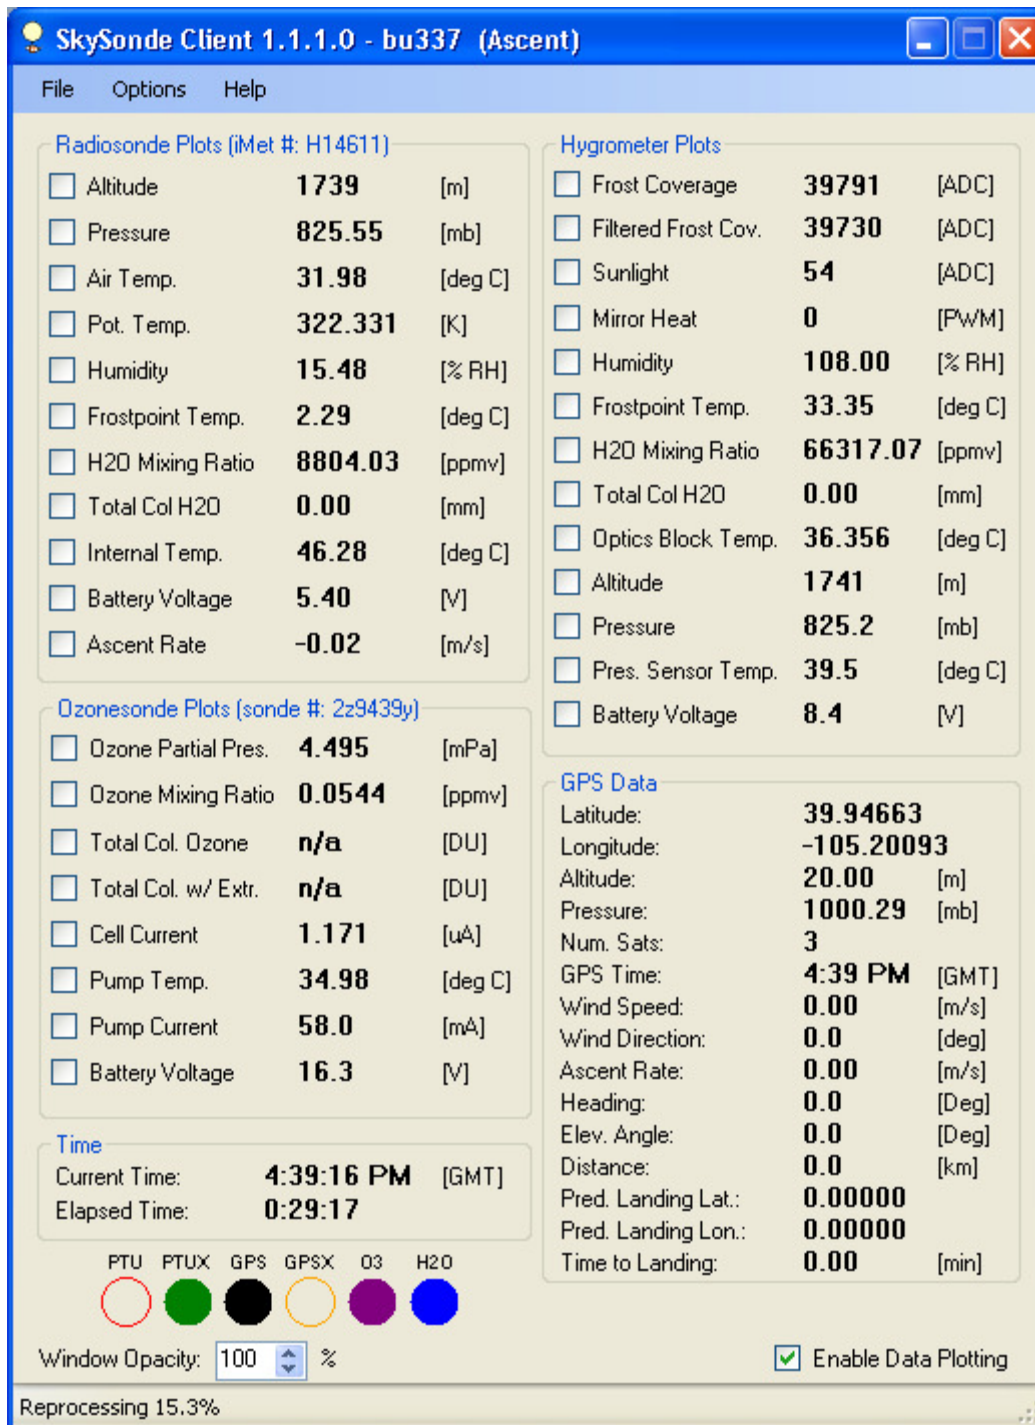 SkySonde Client 1.1.1.0 - bu337 (Ascent)
File Options Help
Radiosonde Plots (iMet #: H14611)
Altitude 1739 [m]
Pressure 825.55 [mb]
Air Temp. 31.98 [deg C]
Pot. Temp. 322.331 [K]
Humidity 15.48 [% RH]
Frostpoint Temp. 2.29 [deg C]
H2O Mixing Ratio 8804.03 [ppmv]
Total Col H2O 0.00 [mm]
Internal Temp. 46.28 [deg C]
Battery Voltage 5.40 [V]
Ascent Rate -0.02 [m/s]
Ozonesonde Plots (sonde #: 2z9439y)
Ozone Partial Pres. 4.495 [mPa]
Ozone Mixing Ratio 0.0544 [ppmv]
Total Col. Ozone n/a [DU]
Total Col. w/ Extr. n/a [DU]
Cell Current 1.171 [uA]
Pump Temp. 34.98 [deg C]
Pump Current 58.0 [mA]
Battery Voltage 16.3 [V]
Time
Current Time: 4:39:16 PM [GMT]
Elapsed Time: 0:29:17
PTU PTUX GPS GPSX O3 H2O
Window Opacity: 100 %
Hygrometer Plots
Frost Coverage 39791 [ADC]
Filtered Frost Cov. 39730 [ADC]
Sunlight 54 [ADC]
Mirror Heat 0 [PWM]
Humidity 108.00 [% RH]
Frostpoint Temp. 33.35 [deg C]
H2O Mixing Ratio 66317.07 [ppmv]
Total Col H2O 0.00 [mm]
Optics Block Temp. 36.356 [deg C]
Altitude 1741 [m]
Pressure 825.2 [mb]
Pres. Sensor Temp. 39.5 [deg C]
Battery Voltage 8.4 [V]
GPS Data
Latitude: 39.94663
Longitude: -105.20093
Altitude: 20.00 [m]
Pressure: 1000.29 [mb]
Num. Sats: 3
GPS Time: 4:39 PM [GMT]
Wind Speed: 0.00 [m/s]
Wind Direction: 0.0 [deg]
Ascent Rate: 0.00 [m/s]
Heading: 0.0 [Deg]
Elev. Angle: 0.0 [Deg]
Distance: 0.0 [km]
Pred. Landing Lat.: 0.00000
Pred. Landing Lon.: 0.00000
Time to Landing: 0.00 [min]
Enable Data Plotting
Reprocessing 15.3%